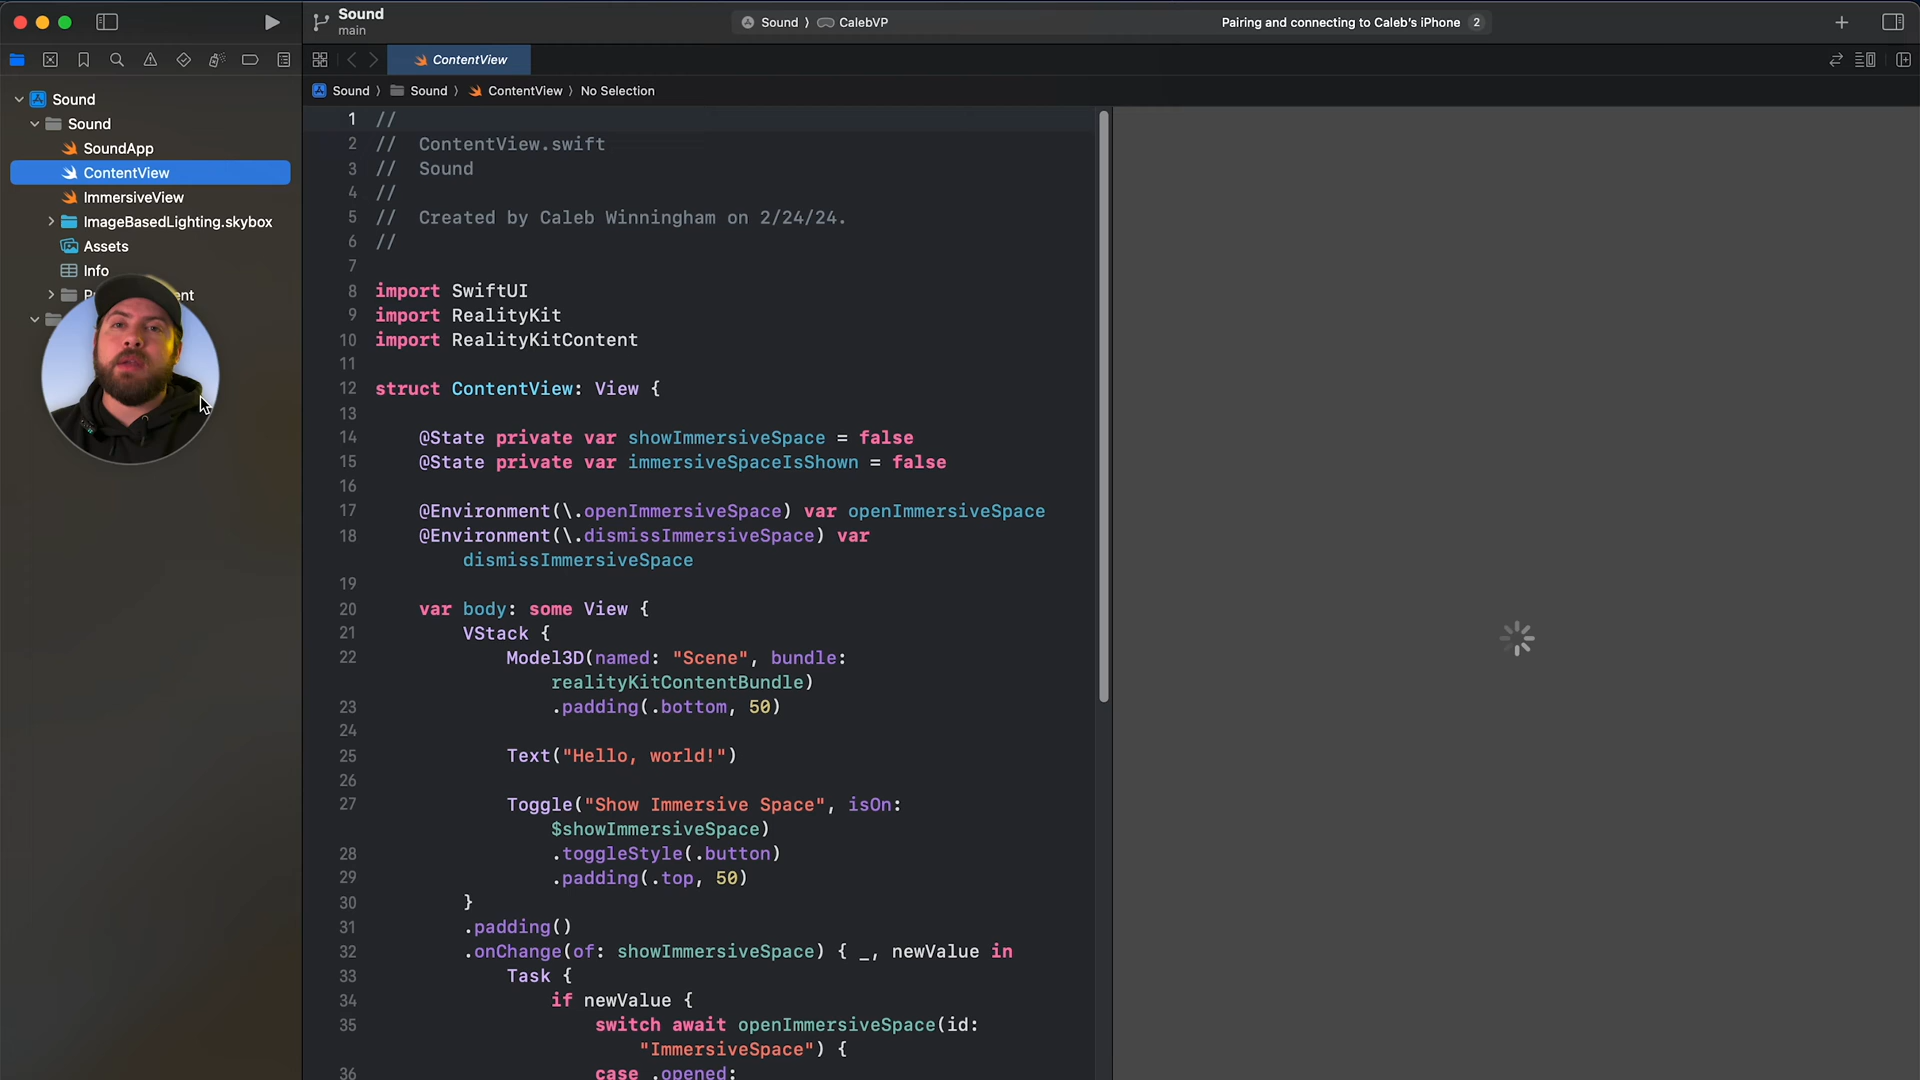 Sound
main
Sound 〉 CalebVP
Pairing and connecting to Caleb's iPhone 2
ContentView
Sound 〉 Sound 〉 ContentView 〉 No Selection
Sound
Sound
SoundApp
ContentView
ImmersiveView
ImageBasedLighting.skybox
Assets
Info
1 //
2 //  ContentView.swift
3 //  Sound
4 //
5 //  Created by Caleb Winningham on 2/24/24.
6 //
7
8 import SwiftUI
9 import RealityKit
10 import RealityKitContent
11
12 struct ContentView: View {
13
14     @State private var showImmersiveSpace = false
15     @State private var immersiveSpaceIsShown = false
16
17     @Environment(\.openImmersiveSpace) var openImmersiveSpace
18     @Environment(\.dismissImmersiveSpace) var
dismissImmersiveSpace
19
20     var body: some View {
21         VStack {
22             Model3D(named: "Scene", bundle:
realityKitContentBundle)
23                 .padding(.bottom, 50)
24
25             Text("Hello, world!")
26
27             Toggle("Show Immersive Space", isOn:
$showImmersiveSpace)
28                 .toggleStyle(.button)
29                 .padding(.top, 50)
30         }
31         .padding()
32         .onChange(of: showImmersiveSpace) { _, newValue in
33             Task {
34                 if newValue {
35                     switch await openImmersiveSpace(id:
"ImmersiveSpace") {
36                     case .opened: